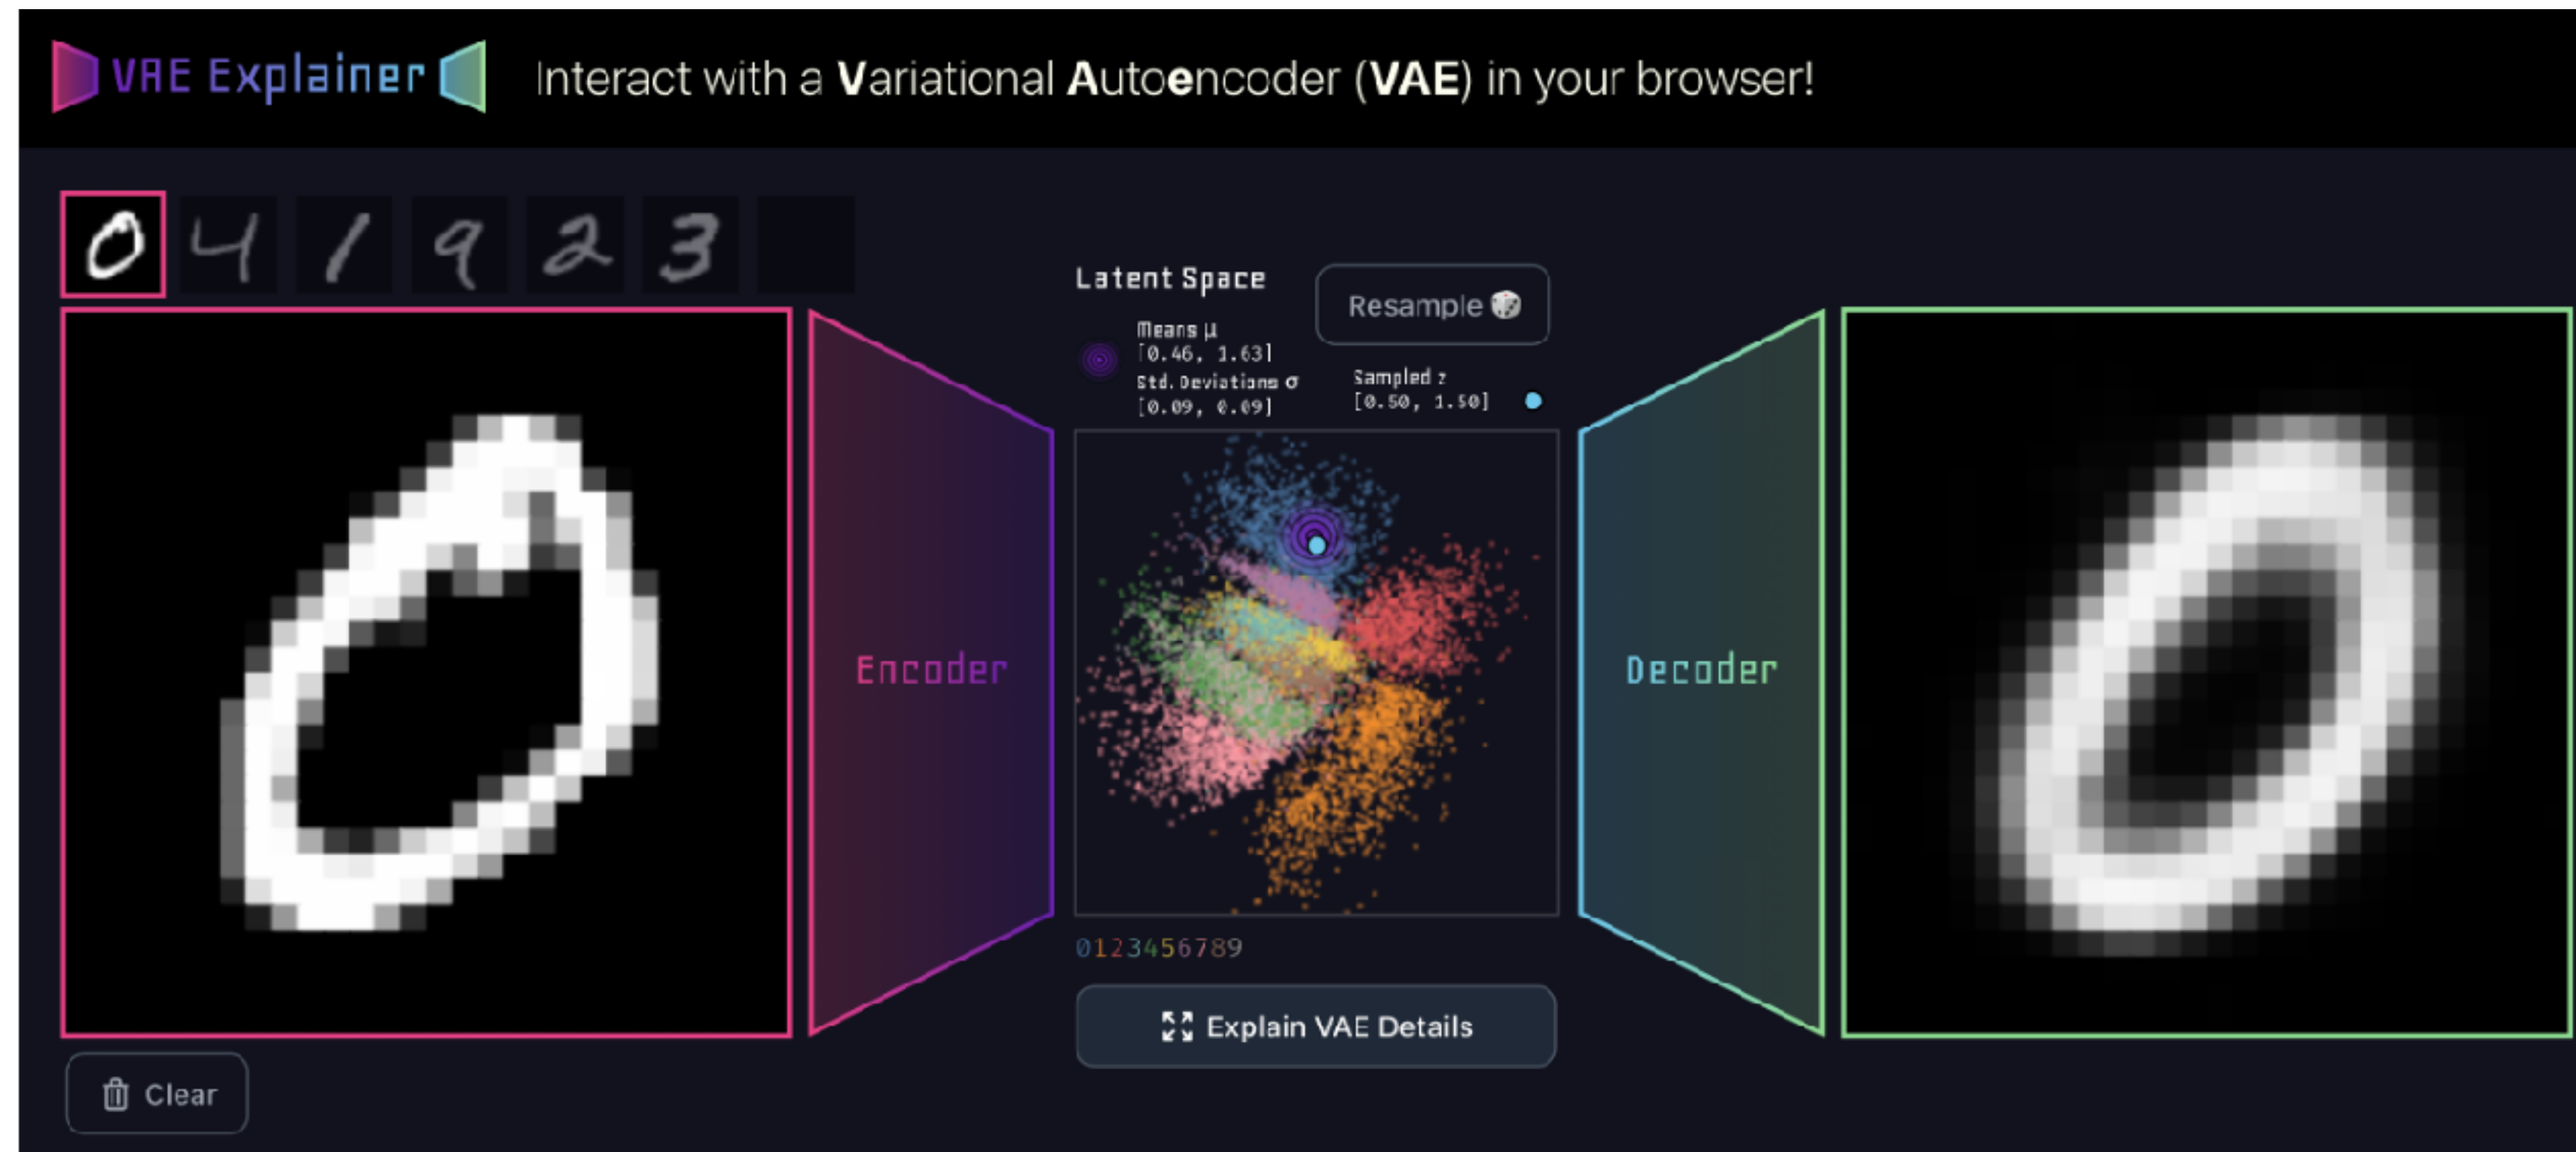 VAE Explainer
Interact with a Variational Autoencoder (VAE) in your browser!
0 4 1 9 2 3
Latent Space
Resample
Means μ
[0.46, 1.63]
Std. Deviations σ
[0.09, 0.09]
Sampled z
[0.50, 1.50]
Encoder
Decoder
0123456789
Explain VAE Details
Clear